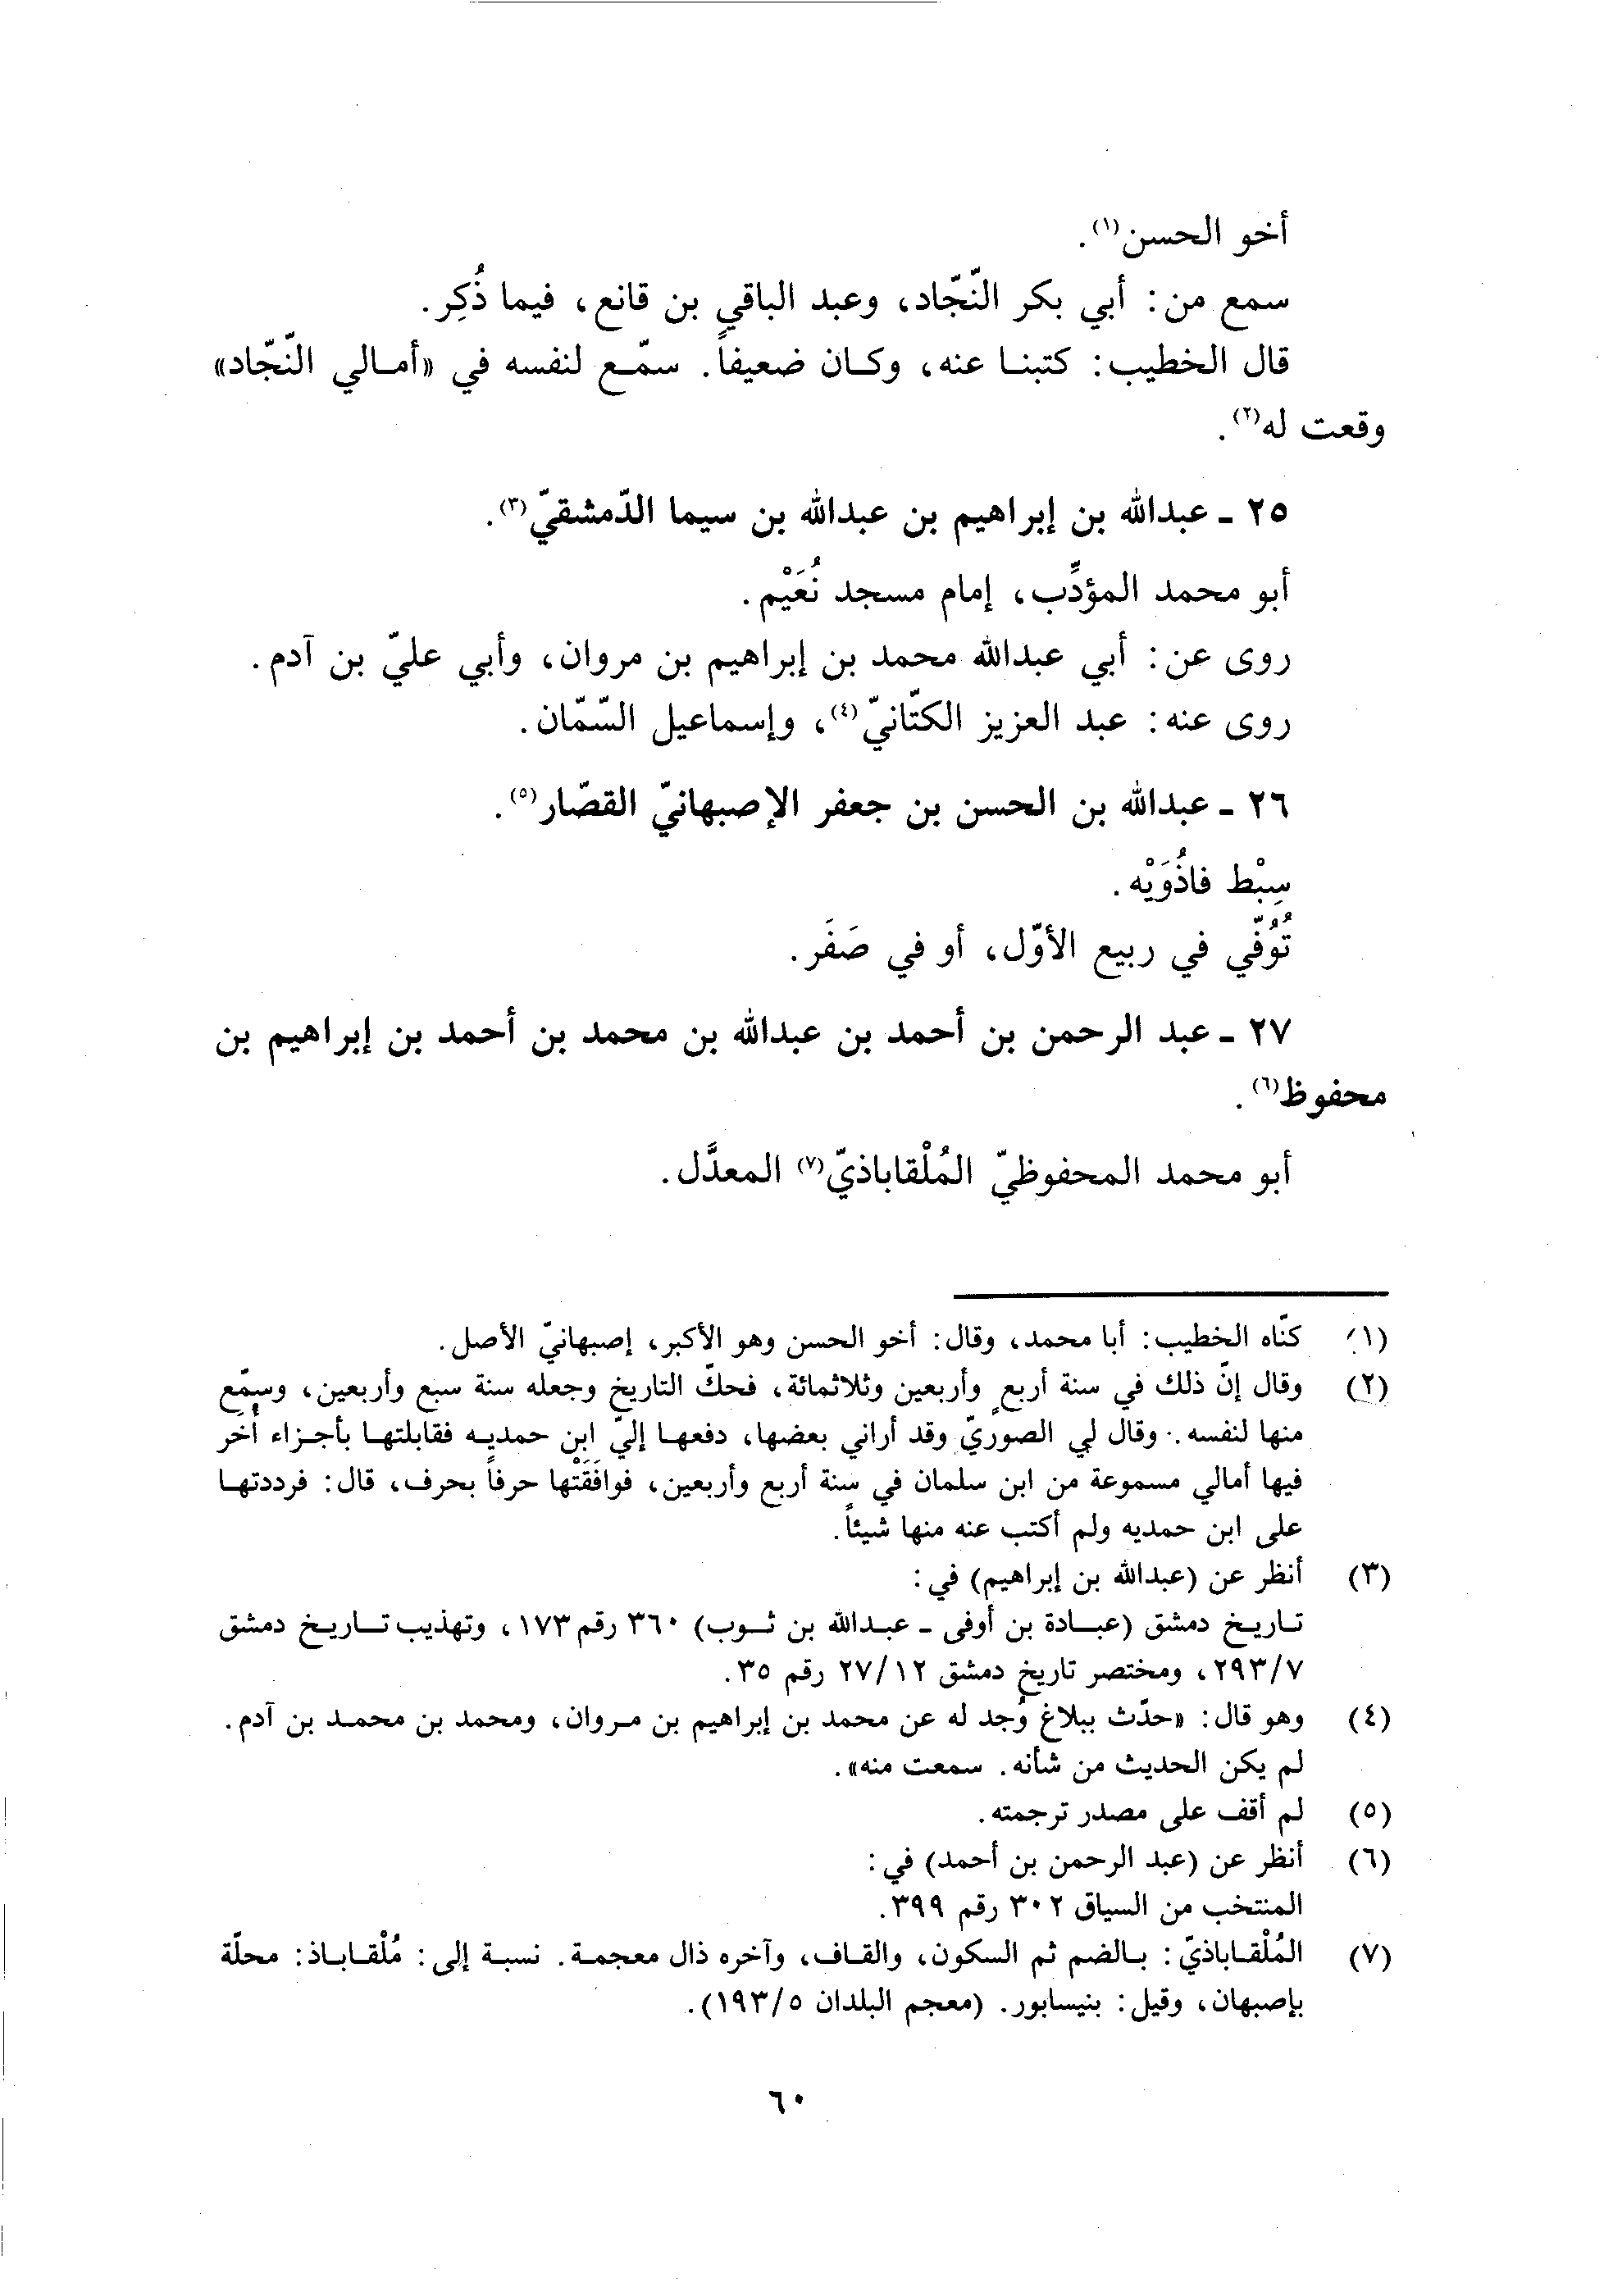 أخو الحسن(١).
سمع من: أبي بكر النّجّاد، وعبد الباقي بن قانع، فيما ذُكِر.
قال الخطيب: كتبنا عنه، وكان ضعيفاً. سمّع لنفسه في «أمالي النّجّاد»
وقعت له(٢).
٢٥ ـ عبدالله بن إبراهيم بن عبدالله بن سيما الدّمشقيّ(٣).
أبو محمد المؤدِّب، إمام مسجد نُعَيْم.
روى عن: أبي عبدالله محمد بن إبراهيم بن مروان، وأبي عليّ بن آدم.
روى عنه: عبد العزيز الكتّانيّ(٤)، وإسماعيل السّمّان.
٢٦ ـ عبدالله بن الحسن بن جعفر الإصبهانيّ القصّار(٥).
سِبْط فاذُوَيْه.
تُوُفّي في ربيع الأوّل، أو في صَفَر.
٢٧ ـ عبد الرحمن بن أحمد بن عبدالله بن محمد بن أحمد بن إبراهيم بن
محفوظ(٦).
أبو محمد المحفوظيّ المُلْقاباذيّ(٧) المعدَّل.
(١) كنّاه الخطيب: أبا محمد، وقال: أخو الحسن وهو الأكبر، إصبهانيّ الأصل.
(٢) وقال إنّ ذلك في سنة أربعٍ وأربعين وثلاثمائة، فحكّ التاريخ وجعله سنة سبع وأربعين، وسمّع
منها لنفسه. وقال لي الصوريّ وقد أراني بعضها، دفعها إليّ ابن حمديه فقابلتها بأجزاء أُخَر
فيها أمالي مسموعة من ابن سلمان في سنة أربع وأربعين، فوافَقَتْها حرفاً بحرف، قال: فرددتها
على ابن حمديه ولم أكتب عنه منها شيئاً.
(٣) أنظر عن (عبدالله بن إبراهيم) في:
تاريخ دمشق (عبادة بن أوفى ـ عبدالله بن ثوب) ٣٦٠ رقم ١٧٣، وتهذيب تاريخ دمشق
٢٩٣/٧، ومختصر تاريخ دمشق ٢٧/١٢ رقم ٣٥.
(٤) وهو قال: «حدّث ببلاغ وُجد له عن محمد بن إبراهيم بن مروان، ومحمد بن محمد بن آدم.
لم يكن الحديث من شأنه. سمعت منه».
(٥) لم أقف على مصدر ترجمته.
(٦) أنظر عن (عبد الرحمن بن أحمد) في:
المنتخب من السياق ٣٠٢ رقم ٣٩٩.
(٧) المُلْقاباذيّ: بالضم ثم السكون، والقاف، وآخره ذال معجمة. نسبة إلى: مُلْقاباذ: محلّة
بإصبهان، وقيل: بنيسابور. (معجم البلدان ١٩٣/٥).
٦٠